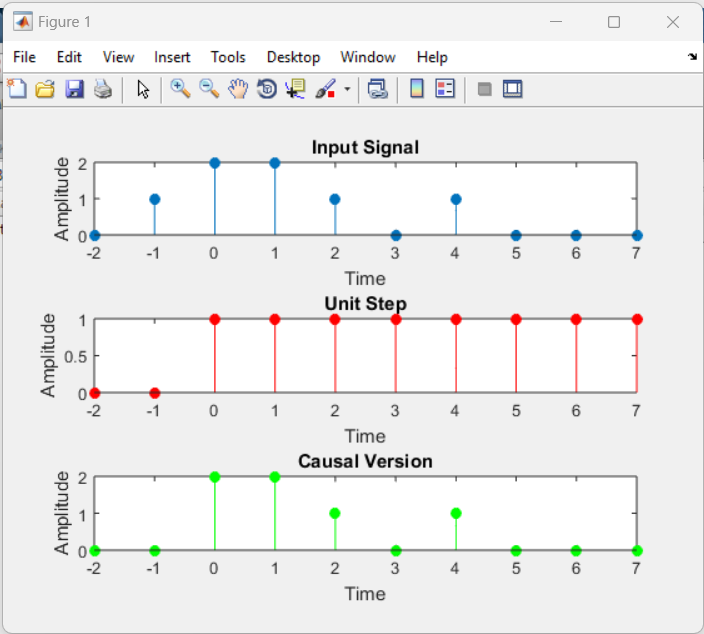 Figure 1
File Edit View Insert Tools Desktop Window Help
Input Signal
Amplitude
2
1
0
-2 -1 0 1 2 3 4 5 6 7
Time
Unit Step
Amplitude
1
0.5
0
-2 -1 0 1 2 3 4 5 6 7
Time
Causal Version
Amplitude
2
1
0
-2 -1 0 1 2 3 4 5 6 7
Time